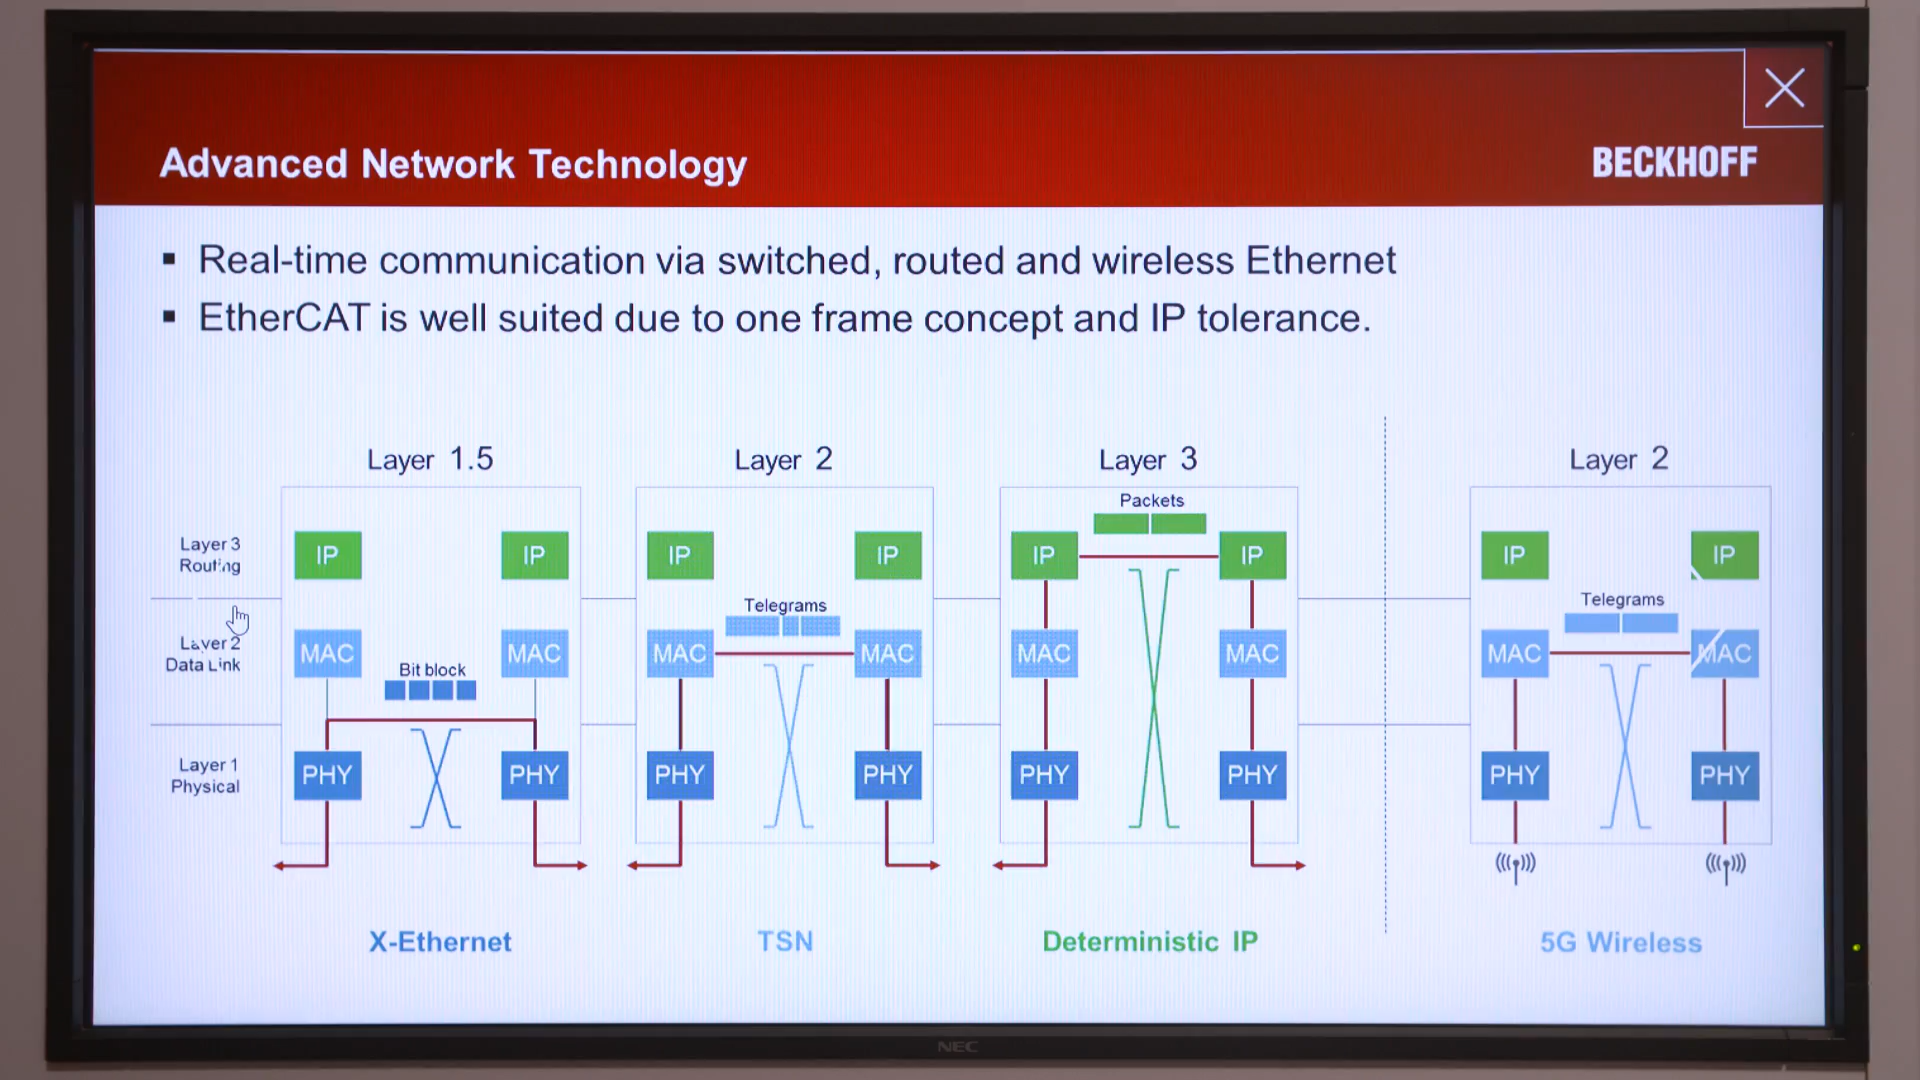 Advanced Network Technology
BECKHOFF
▪ Real-time communication via switched, routed and wireless Ethernet
▪ EtherCAT is well suited due to one frame concept and IP tolerance.
Layer 1.5
Layer 2
Layer 3
Layer 2
Packets
Layer 3
Routing
IP
IP
IP
IP
IP
IP
IP
IP
Telegrams
Telegrams
Layer 2
Data Link
MAC
MAC
MAC
MAC
MAC
MAC
MAC
MAC
Bit block
Layer 1
Physical
PHY
PHY
PHY
PHY
PHY
PHY
PHY
PHY
X-Ethernet
TSN
Deterministic IP
5G Wireless
NEC